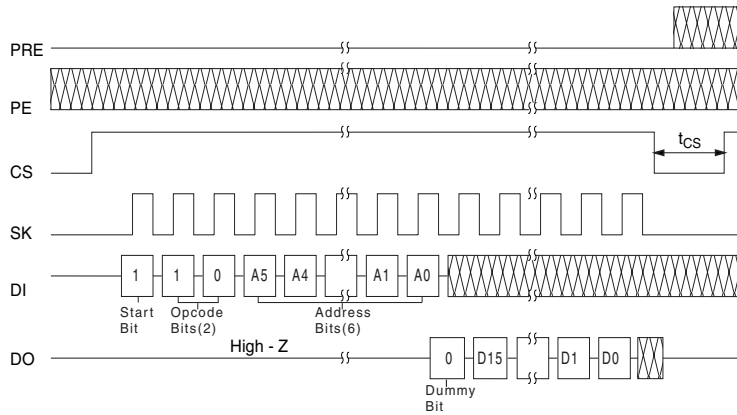 PRE
PE
CS
tCS
SK
DI
1 1 0 A5 A4 A1 A0
Start Bit
Opcode Bits(2)
Address Bits(6)
DO
High - Z
0 D15 D1 D0
Dummy Bit